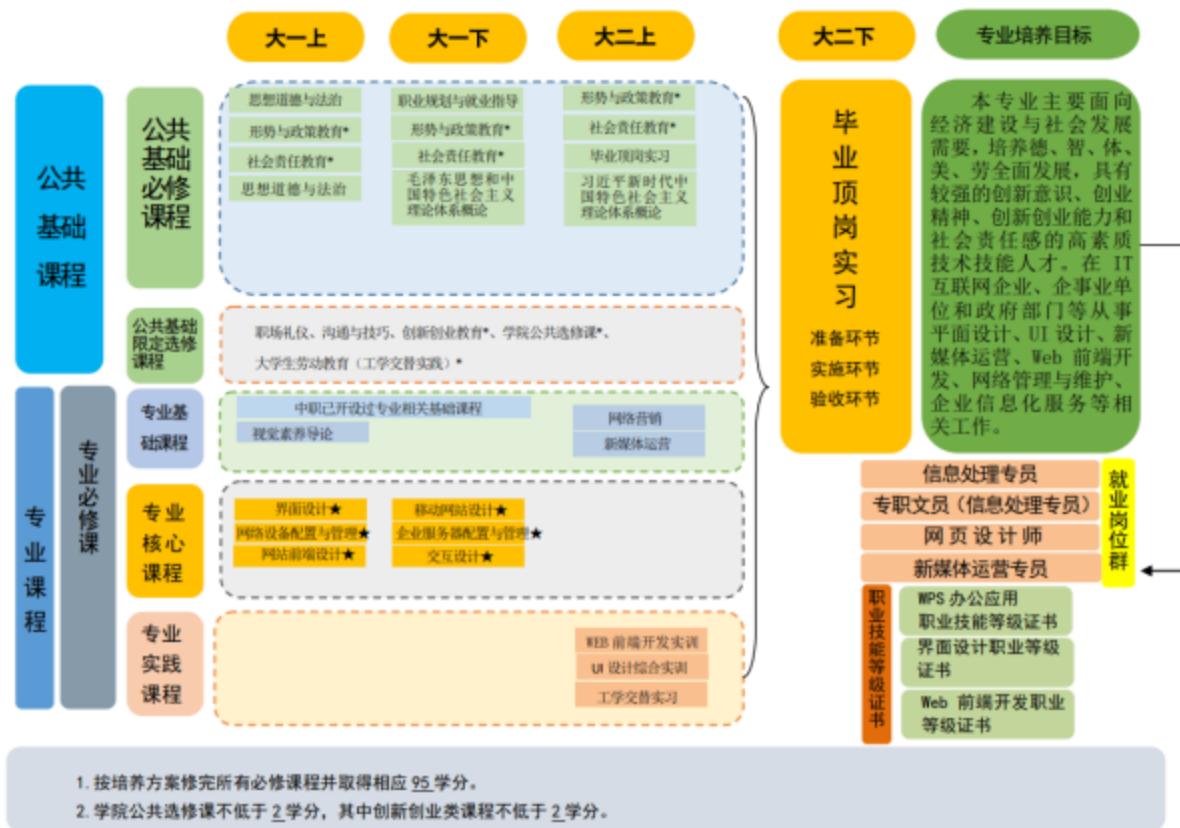 大一上
大一下
大二上
大二下
专业培养目标
公共
基础
课程
公共
基础
必修
课程
思想道德与法治
形势与政策教育*
社会责任教育*
思想道德与法治
职业规划与就业指导
形势与政策教育*
社会责任教育*
毛泽东思想和中
国特色社会主义
理论体系概论
形势与政策教育*
社会责任教育*
毕业顶岗实习
习近平新时代中
国特色社会主义
理论体系概论
公共基础
限定选修
课程
职场礼仪、沟通与技巧、创新创业教育*、学院公共选修课*、
大学生劳动教育（工学交替实践）*
专业课程
专业必修课
专业基
础课程
中职已开设过专业相关基础课程
视觉素养导论
网络营销
新媒体运营
专业
核心
课程
界面设计★
网络设备配置与管理★
网站前端设计★
移动网站设计★
企业服务器配置与管理★
交互设计★
专业
实践
课程
WEB 前端开发实训
UI 设计综合实训
工学交替实习
毕
业
顶
岗
实
习
准备环节
实施环节
验收环节
本专业主要面向
经济建设与社会发展
需要，培养德、智、体、
美、劳全面发展，具有
较强的创新意识、创业
精神、创新创业能力和
社会责任感的高素质
技术技能人才。在 IT
互联网企业、企事业单
位和政府部门等从事
平面设计、UI 设计、新
媒体运营、Web 前端开
发、网络管理与维护、
企业信息化服务等相
关工作。
信息处理专员
专职文员（信息处理专员）
网页设计师
新媒体运营专员
就业岗位群
职业技能等级证书
WPS 办公应用
职业技能等级证书
界面设计职业等级
证书
Web 前端开发职业
等级证书
1. 按培养方案修完所有必修课程并取得相应 95 学分。
2. 学院公共选修课不低于 2 学分，其中创新创业类课程不低于 2 学分。